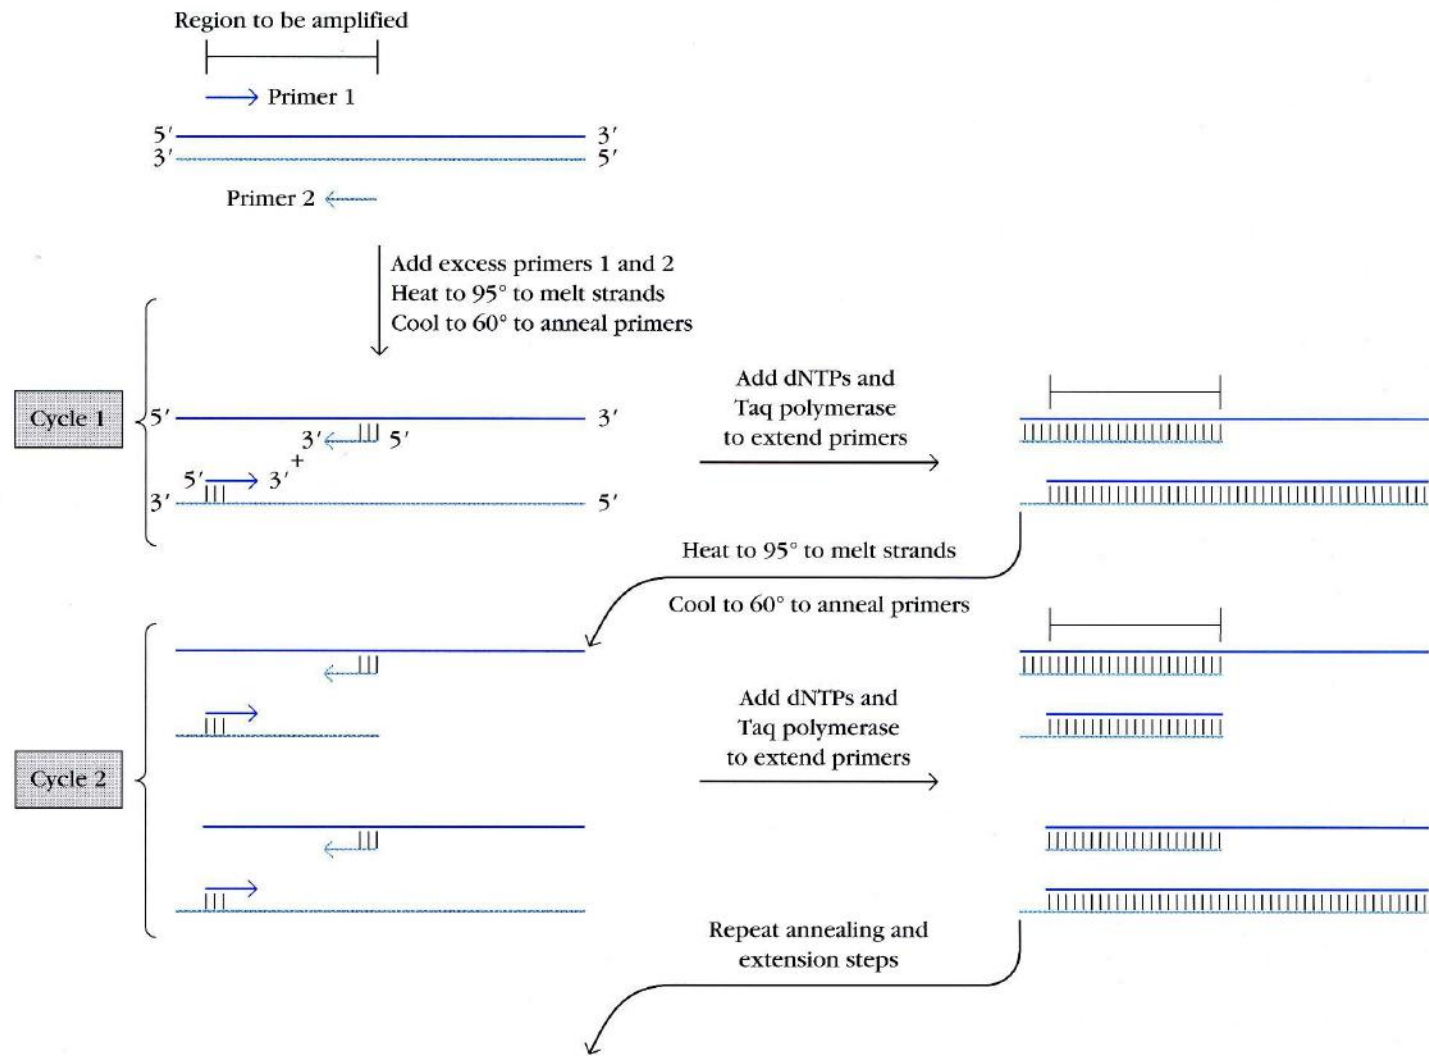 Region to be amplified
Primer 1
5′ 3′
3′ 5′
Primer 2
Add excess primers 1 and 2
Heat to 95° to melt strands
Cool to 60° to anneal primers
Cycle 1
5′ 3′
3′ 5′
+
5′ 3′
3′ 5′
Add dNTPs and
Taq polymerase
to extend primers
Heat to 95° to melt strands
Cool to 60° to anneal primers
Cycle 2
Add dNTPs and
Taq polymerase
to extend primers
Repeat annealing and
extension steps